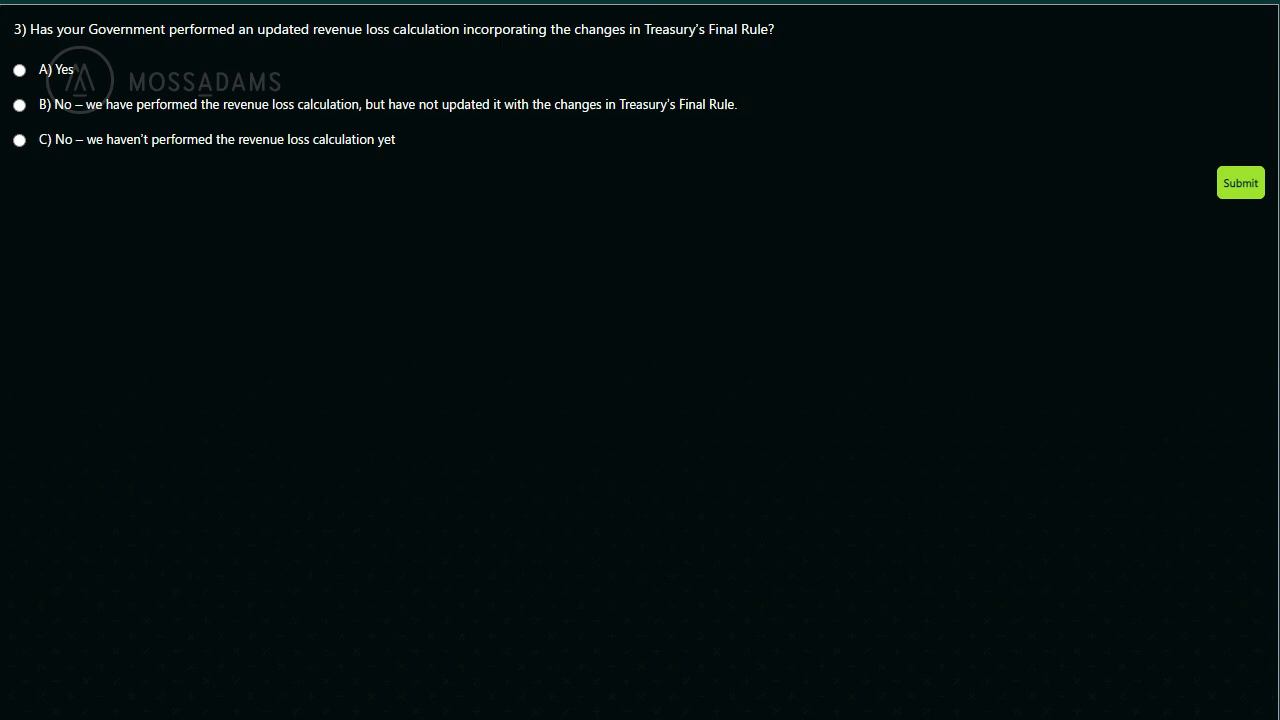 3) Has your Government performed an updated revenue loss calculation incorporating the changes in Treasury's Final Rule?
A) Yes
MOSSADAMS
B) No – we have performed the revenue loss calculation, but have not updated it with the changes in Treasury's Final Rule.
C) No – we haven't performed the revenue loss calculation yet
Submit